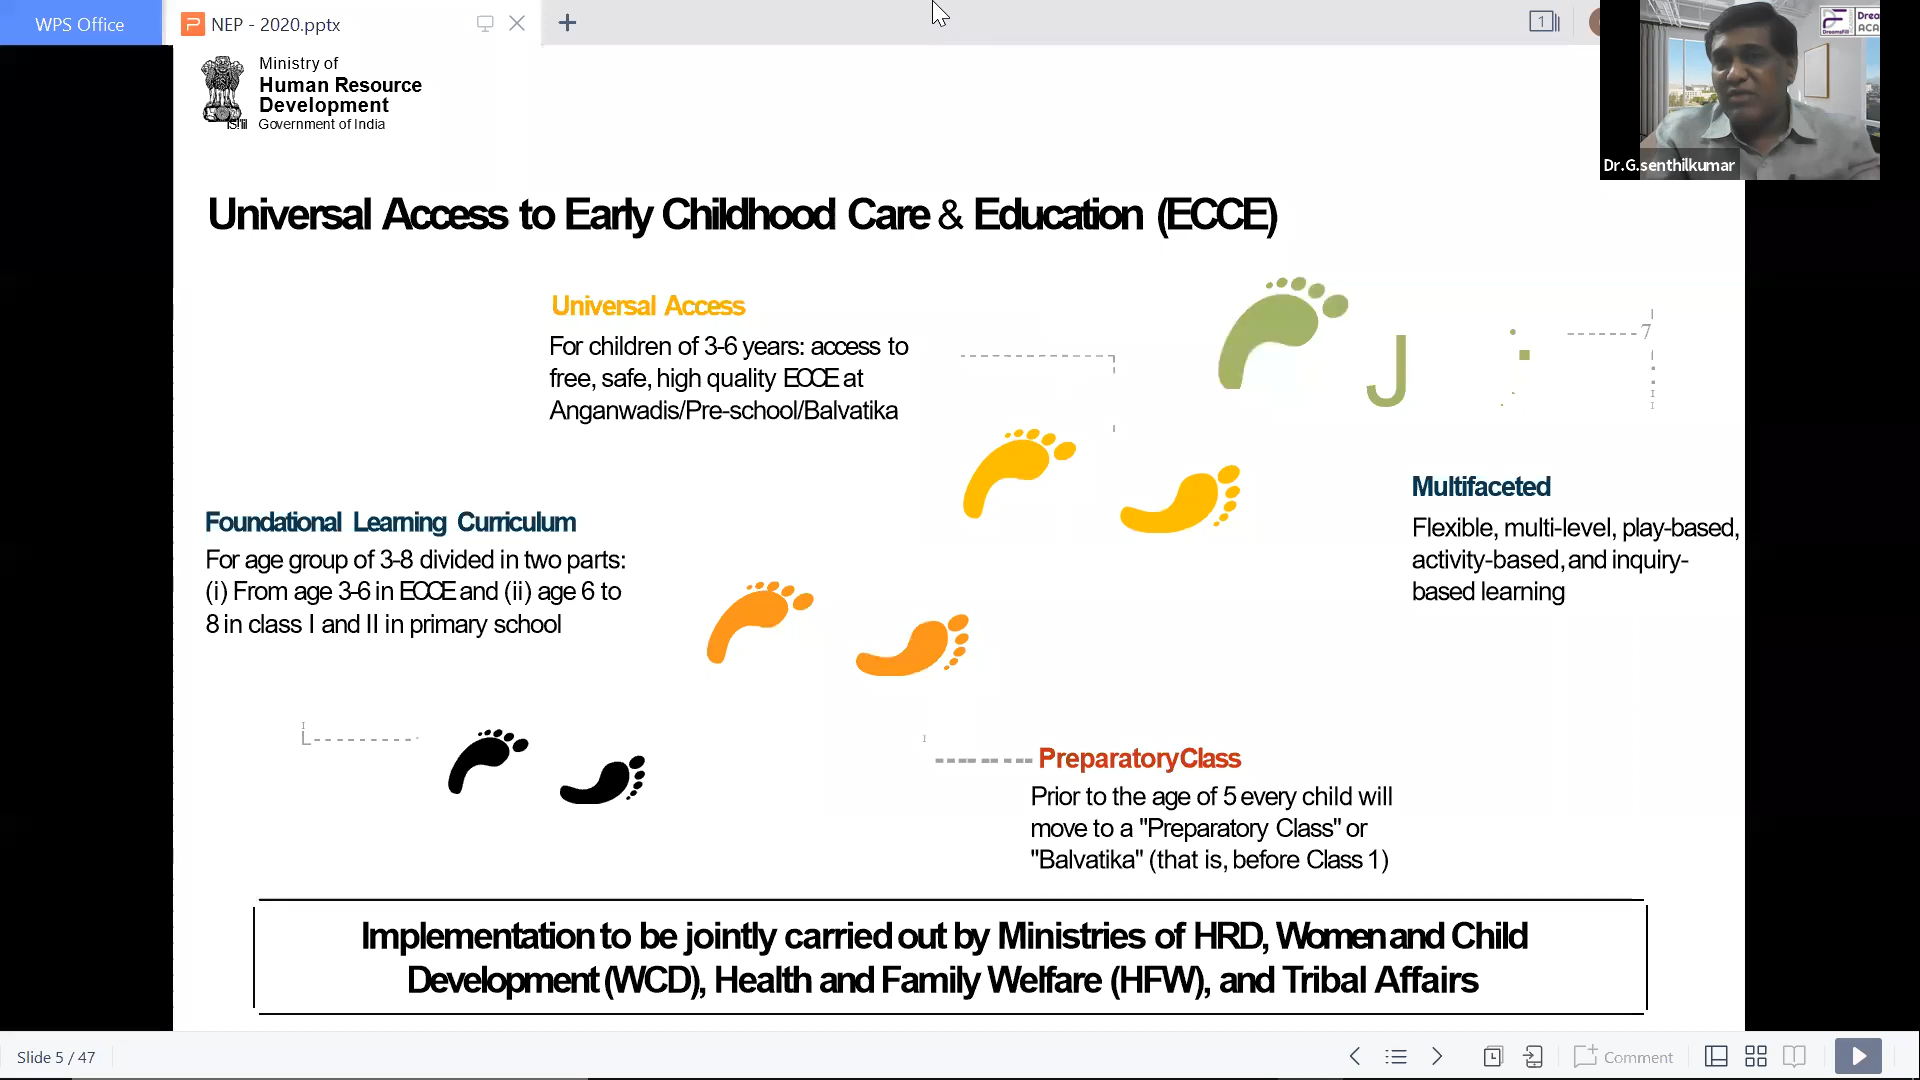 WPS Office
NEP - 2020.pptx
1
Ministry of
Human Resource
Development
Government of India
Dr.G.senthilkumar
Universal Access to Early Childhood Care & Education (ECCE)
Universal Access
For children of 3-6 years: access to
free, safe, high quality ECCE at
Anganwadis/Pre-school/Balvatika
J
7
Multifaceted
Flexible, multi-level, play-based,
activity-based, and inquiry-
based learning
Foundational Learning Curriculum
For age group of 3-8 divided in two parts:
(i) From age 3-6 in ECCE and (ii) age 6 to
8 in class I and II in primary school
Preparatory Class
Prior to the age of 5 every child will
move to a "Preparatory Class" or
"Balvatika" (that is, before Class 1)
Implementation to be jointly carried out by Ministries of HRD, Women and Child
Development (WCD), Health and Family Welfare (HFW), and Tribal Affairs
Slide 5 / 47
Comment